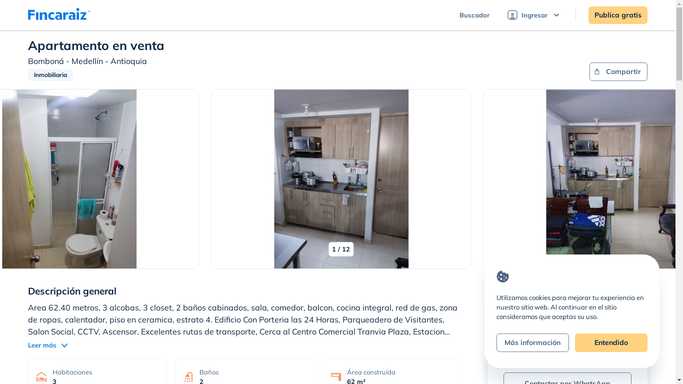 Fincaraiz
Buscador
Ingresar
Publica gratis
Apartamento en venta
Bomboná - Medellín - Antioquia
Inmobiliaria
Compartir
1 / 12
Descripción general
Area 62.40 metros, 3 alcobas, 3 closet, 2 baños cabinados, sala, comedor, balcon, cocina integral, red de gas, zona
de ropas, calentador, piso en ceramica, estrato 4. Edificio Con Porteria las 24 Horas, Parqueadero de Visitantes,
Salon Social, CCTV, Ascensor. Excelentes rutas de transporte, Cerca al Centro Comercial Tranvia Plaza, Estacion...
Leer más
Habitaciones
3
Baños
2
Área construida
62 m²
Utilizamos cookies para mejorar tu experiencia en
nuestro sitio web. Al continuar en el sitio
consideramos que aceptas su uso.
Más información
Entendido
Contactar por WhatsApp